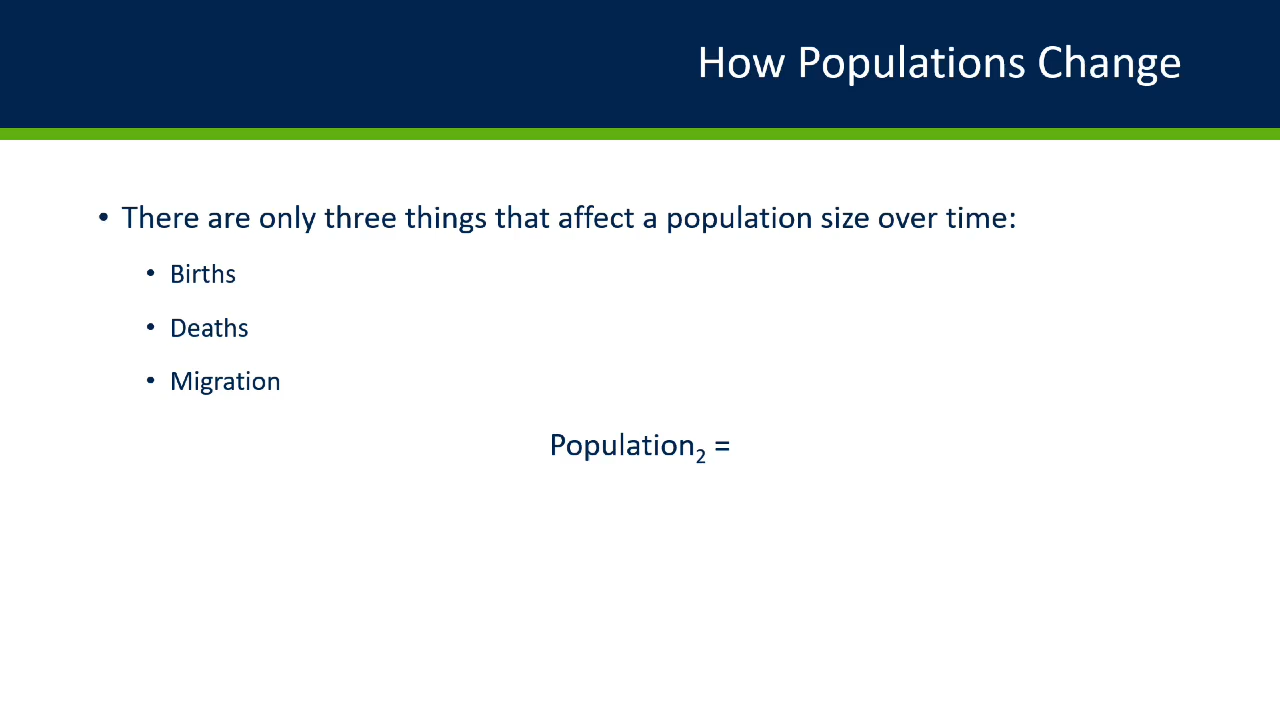 How Populations Change
• There are only three things that affect a population size over time:
• Births
• Deaths
• Migration
Population₂ =